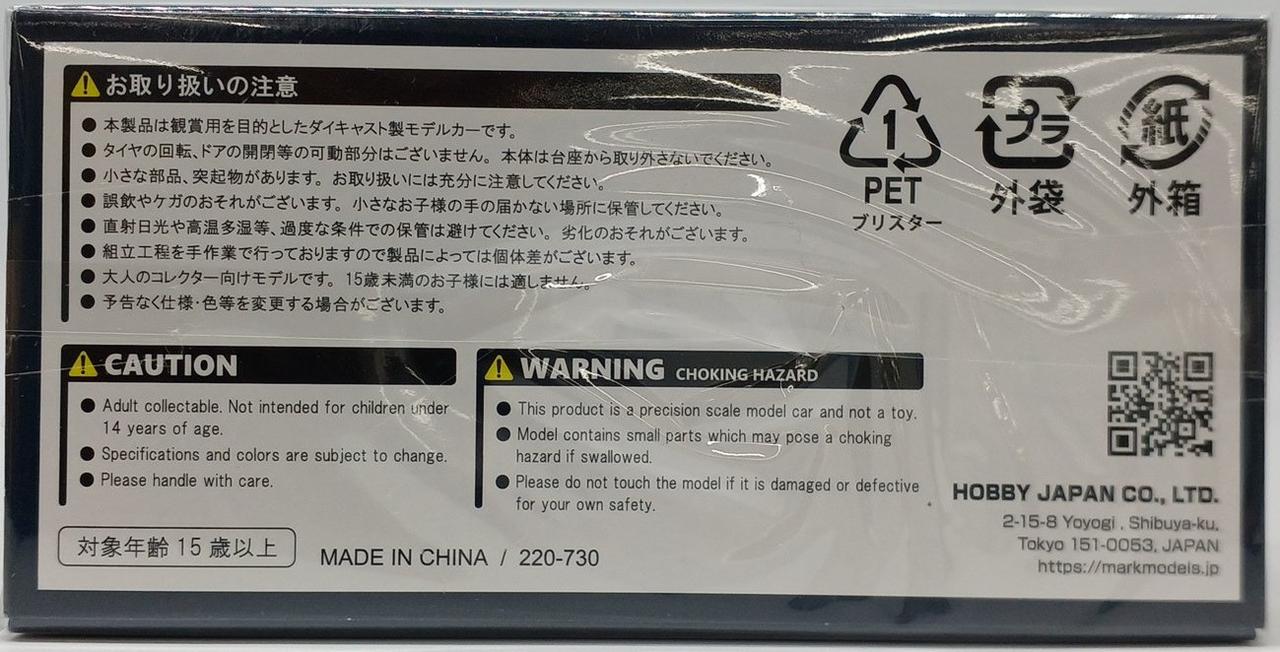 お取り扱いの注意
● 本製品は観賞用を目的としたダイキャスト製モデルカーです。
● タイヤの回転、ドアの開閉等の可動部分はございません。本体は台座から取り外さないでください。
● 小さな部品、突起物があります。お取り扱いには充分に注意してください。
● 誤飲やケガのおそれがございます。小さなお子様の手の届かない場所に保管してください。
● 直射日光や高温多湿等、過度な条件での保管は避けてください。劣化のおそれがございます。
● 組立工程を手作業で行っておりますので製品によっては個体差がございます。
● 大人のコレクター向けモデルです。15歳未満のお子様には適しません。
● 予告なく仕様・色等を変更する場合がございます。
1
PET
ブリスター
プラ
外袋
紙
外箱
CAUTION
● Adult collectable. Not intended for children under
14 years of age.
● Specifications and colors are subject to change.
● Please handle with care.
WARNING CHOKING HAZARD
● This product is a precision scale model car and not a toy.
● Model contains small parts which may pose a choking
hazard if swallowed.
● Please do not touch the model if it is damaged or defective
for your own safety.
対象年齢15歳以上
MADE IN CHINA / 220-730
HOBBY JAPAN CO., LTD.
2-15-8 Yoyogi , Shibuya-ku,
Tokyo 151-0053, JAPAN
https://markmodels.jp